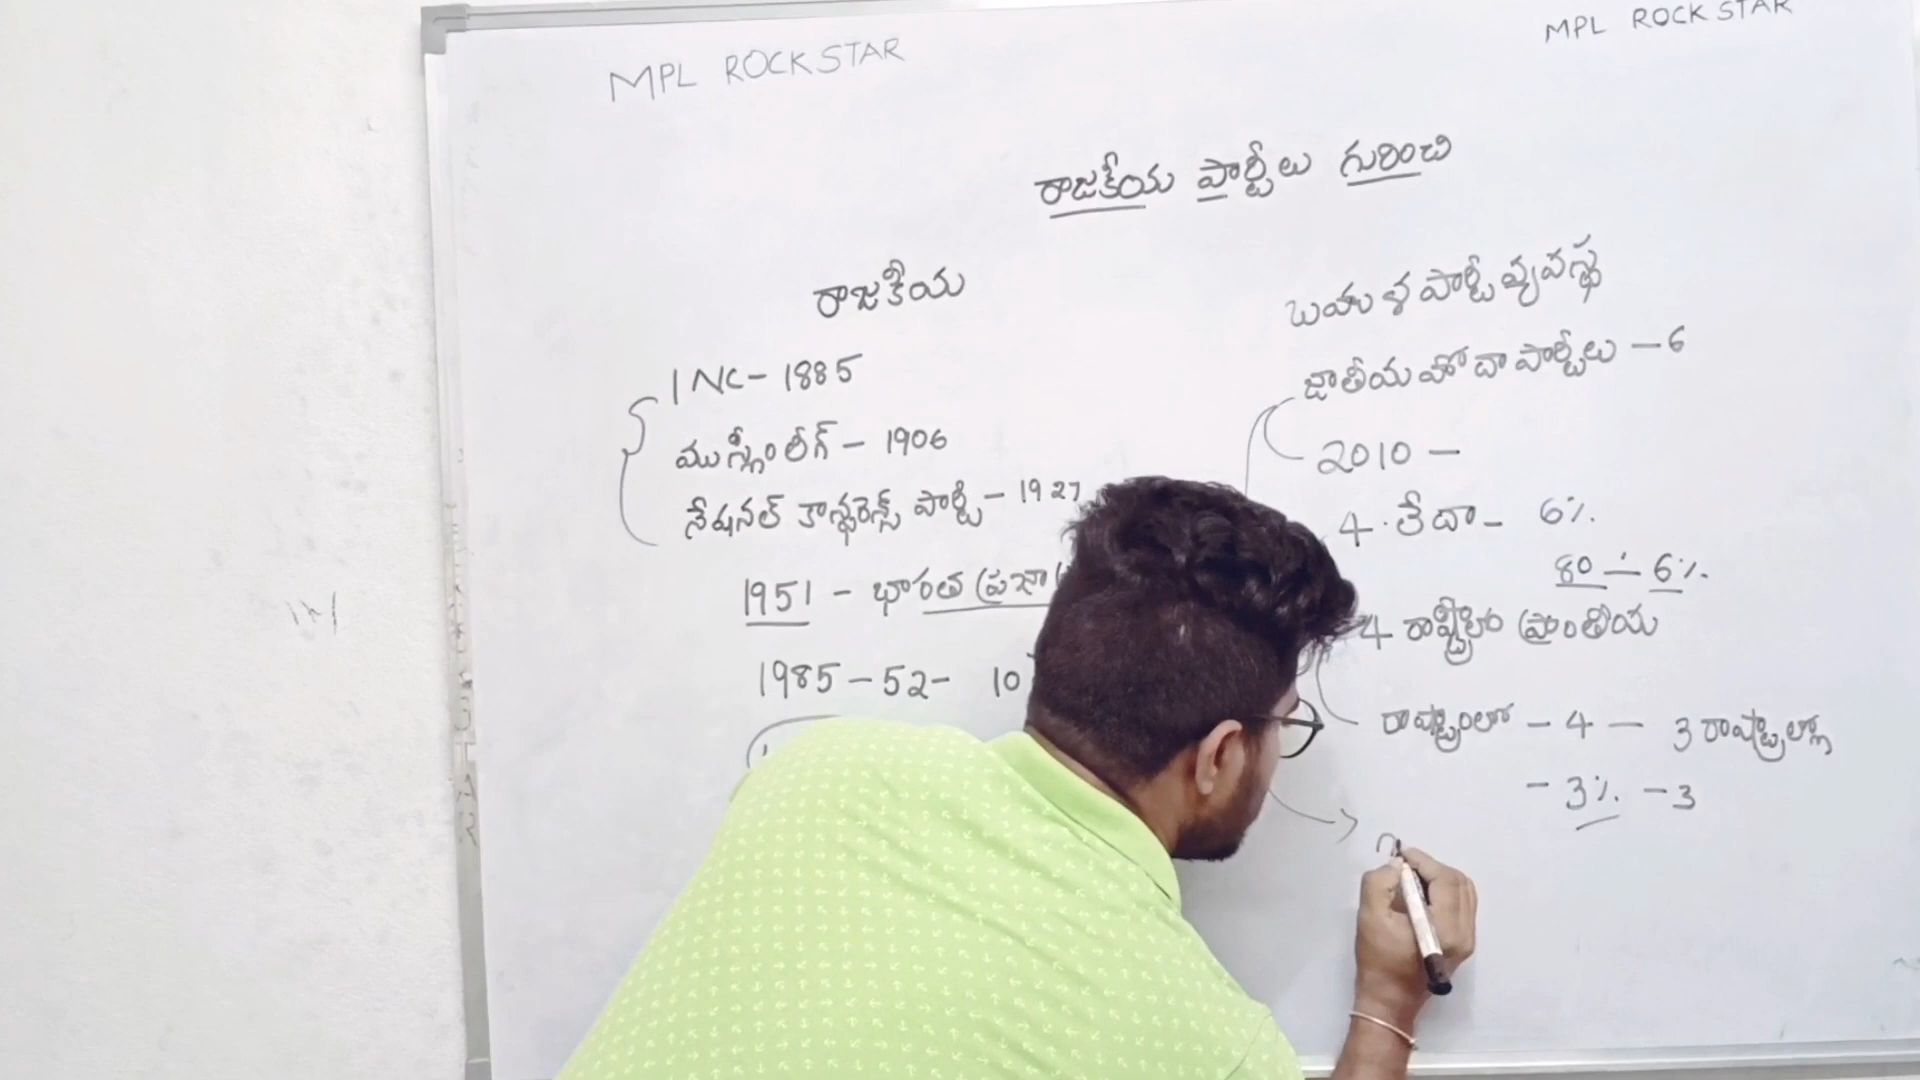 MPL ROCKSTAR
MPL ROCK STAR
రాజకీయ పార్టీలు గురించి
రాజకీయ
INC - 1885
ముస్లీంలీగ్ - 1906
నేషనల్ కాన్ఫరెన్స్ పార్టీ - 1927
1951 - భారత ప్రజా
1985 - 52 - 10
బహుళ పార్టీ వ్యవస్థ
జాతీయ హోదా పార్టీలు - 6
2010 -
4. లేదా - 6%.
80 - 6%.
4 రాష్ట్రాల ప్రాంతీయ
రాష్ట్రంలో - 4 - 3 రాష్ట్రాల్లో
- 3%. - 3